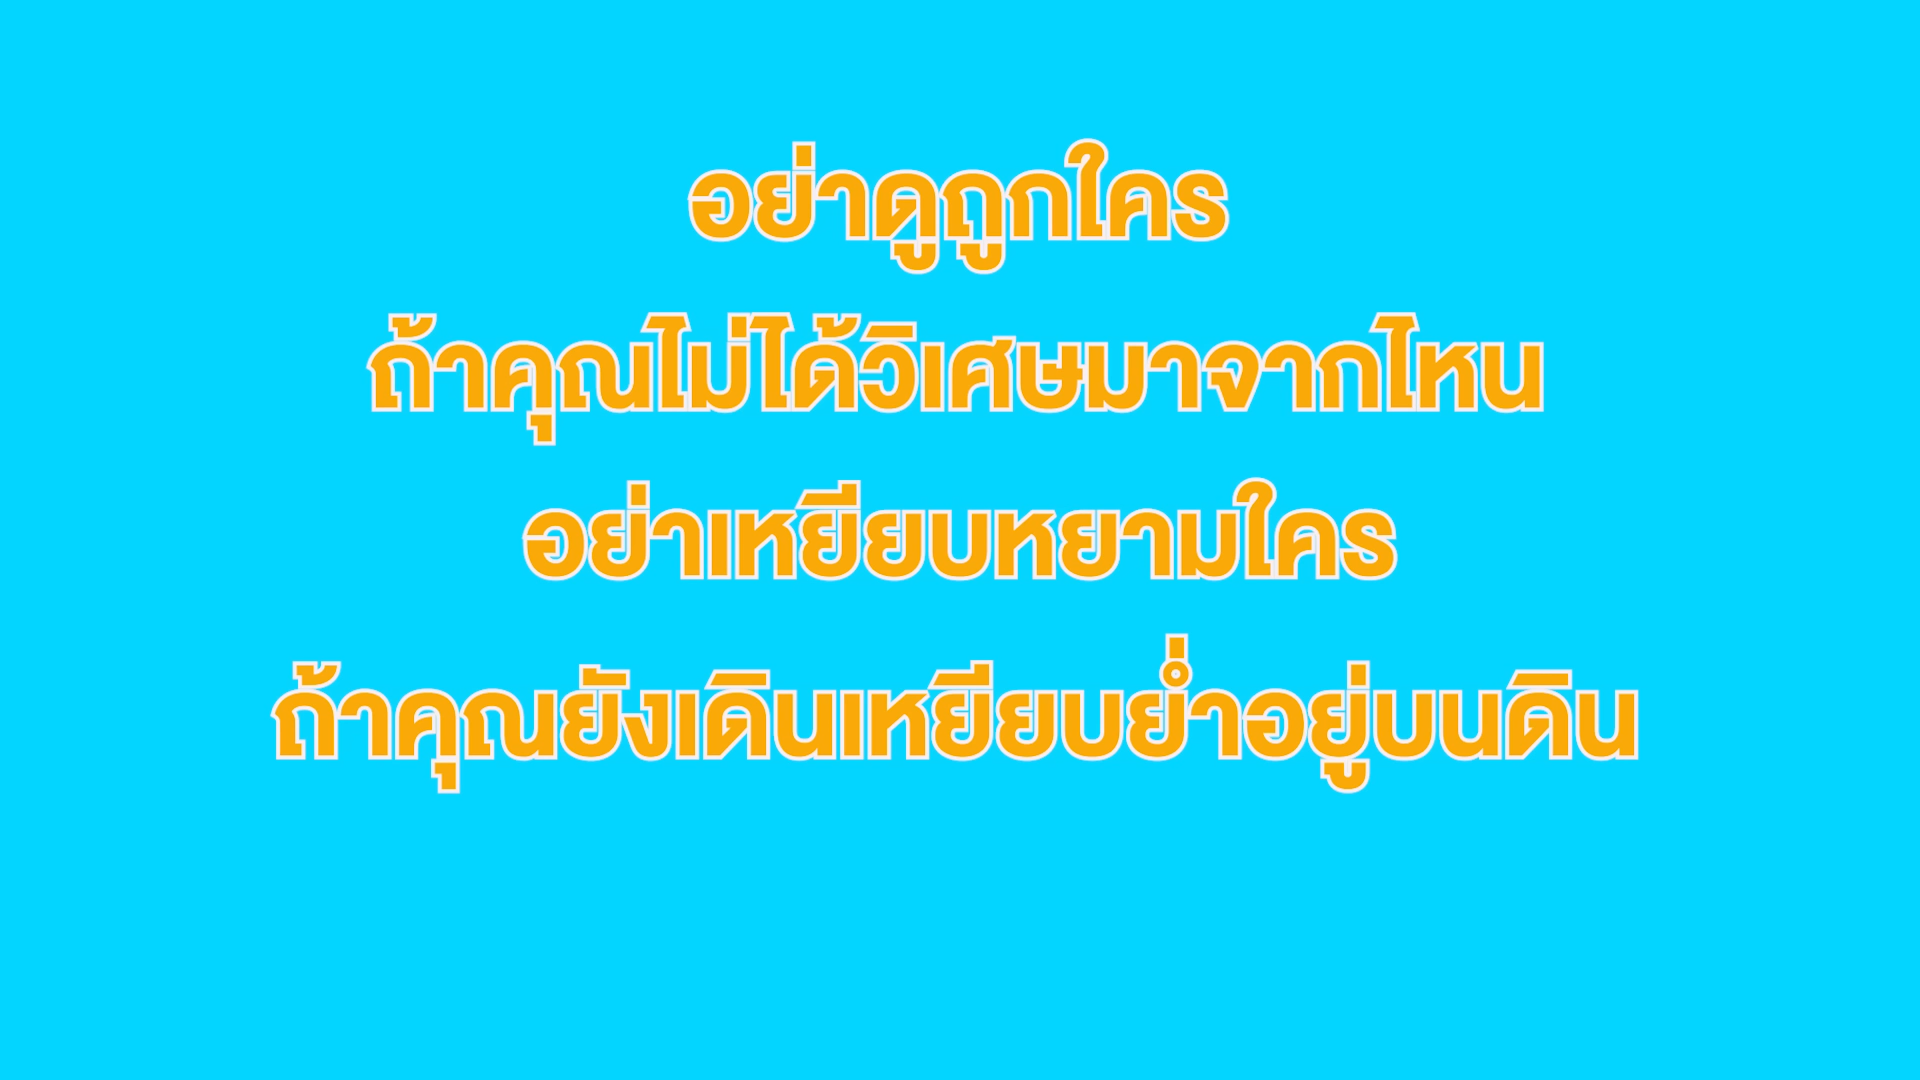 อย่าดูถูกใคร
ถ้าคุณไม่ได้วิเศษมาจากไหน
อย่าเหยียบหยามใคร
ถ้าคุณยังเดินเหยียบย่ำอยู่บนดิน